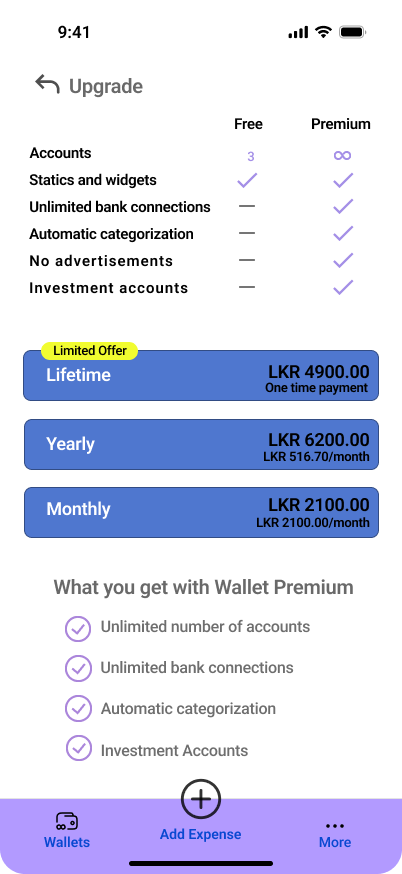 9:41
Upgrade
Free Premium
Accounts 3 ∞
Statics and widgets
Unlimited bank connections
Automatic categorization
No advertisements
Investment accounts
Limited Offer
Lifetime LKR 4900.00
One time payment
Yearly LKR 6200.00
LKR 516.70/month
Monthly LKR 2100.00
LKR 2100.00/month
What you get with Wallet Premium
Unlimited number of accounts
Unlimited bank connections
Automatic categorization
Investment Accounts
Wallets Add Expense More